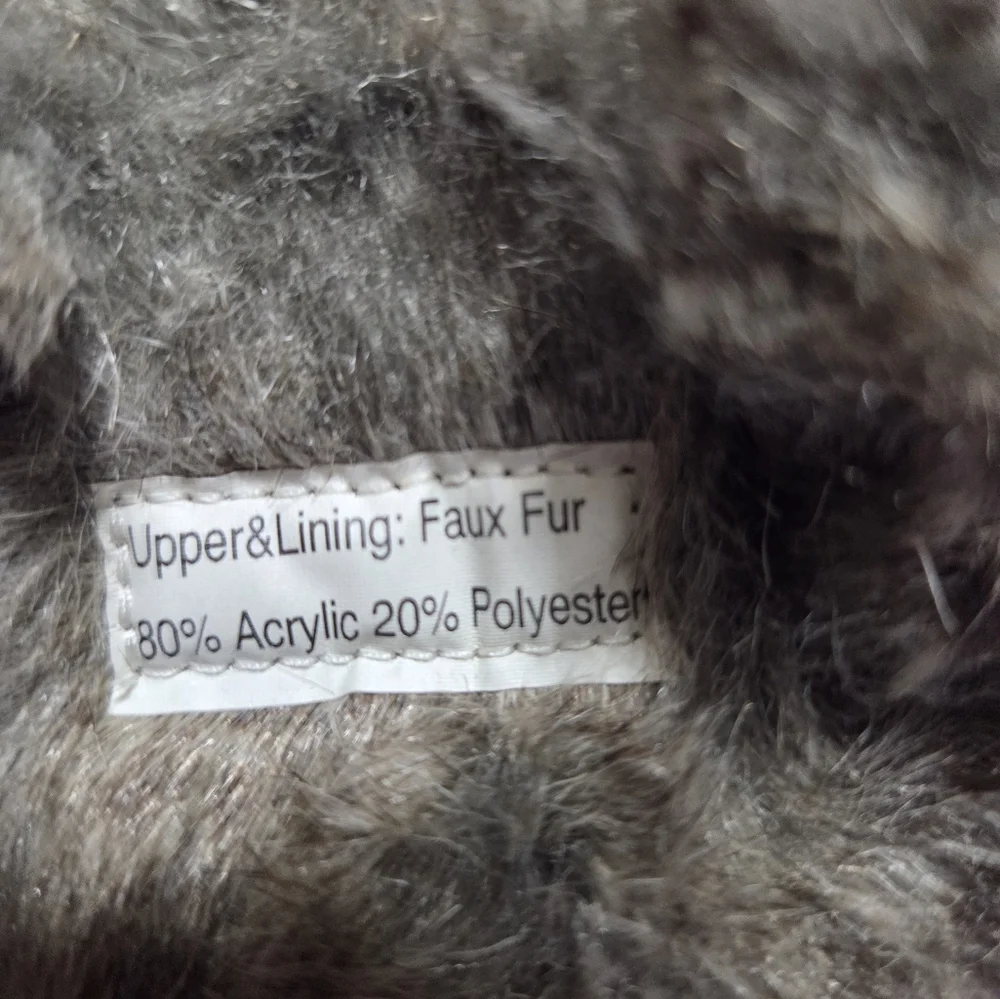 Upper&Lining: Faux Fur
80% Acrylic 20% Polyester